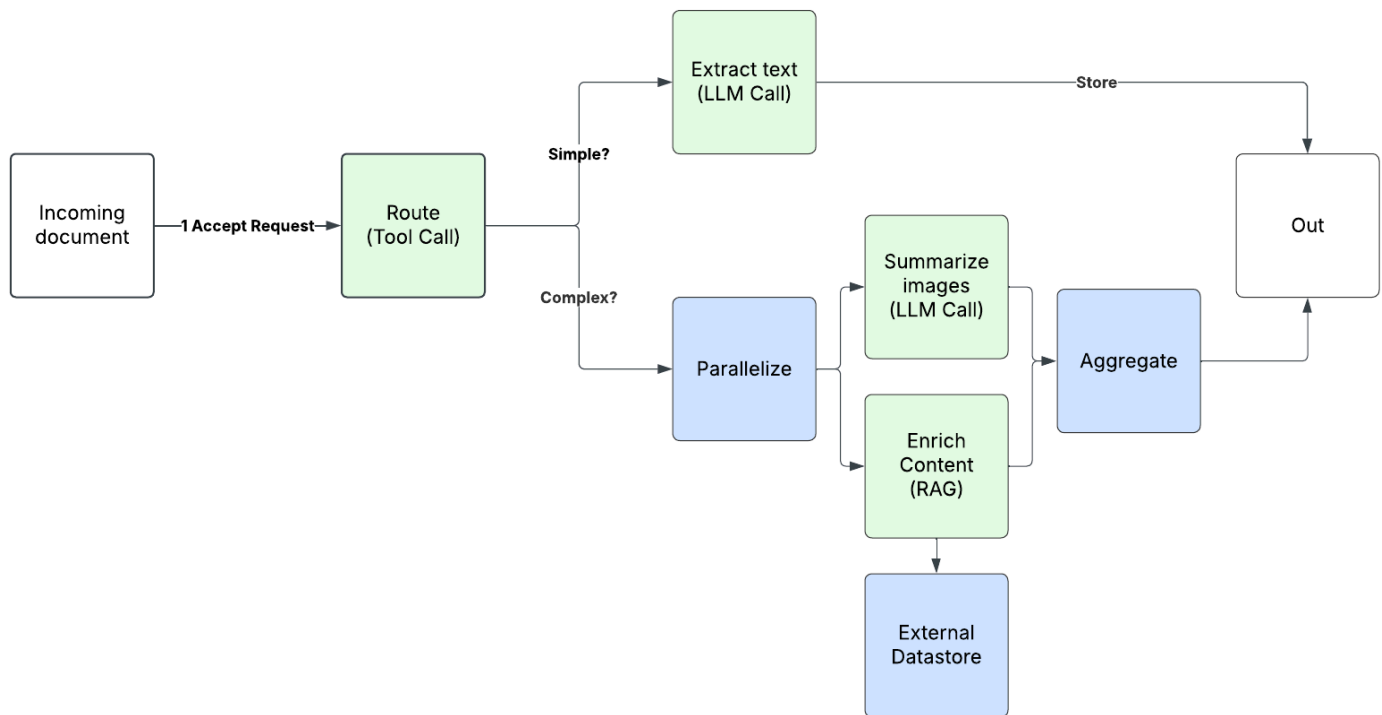 Extract text
(LLM Call)
Store
Simple?
Incoming
document
1 Accept Request
Route
(Tool Call)
Out
Complex?
Parallelize
Summarize
images
(LLM Call)
Aggregate
Enrich
Content
(RAG)
External
Datastore